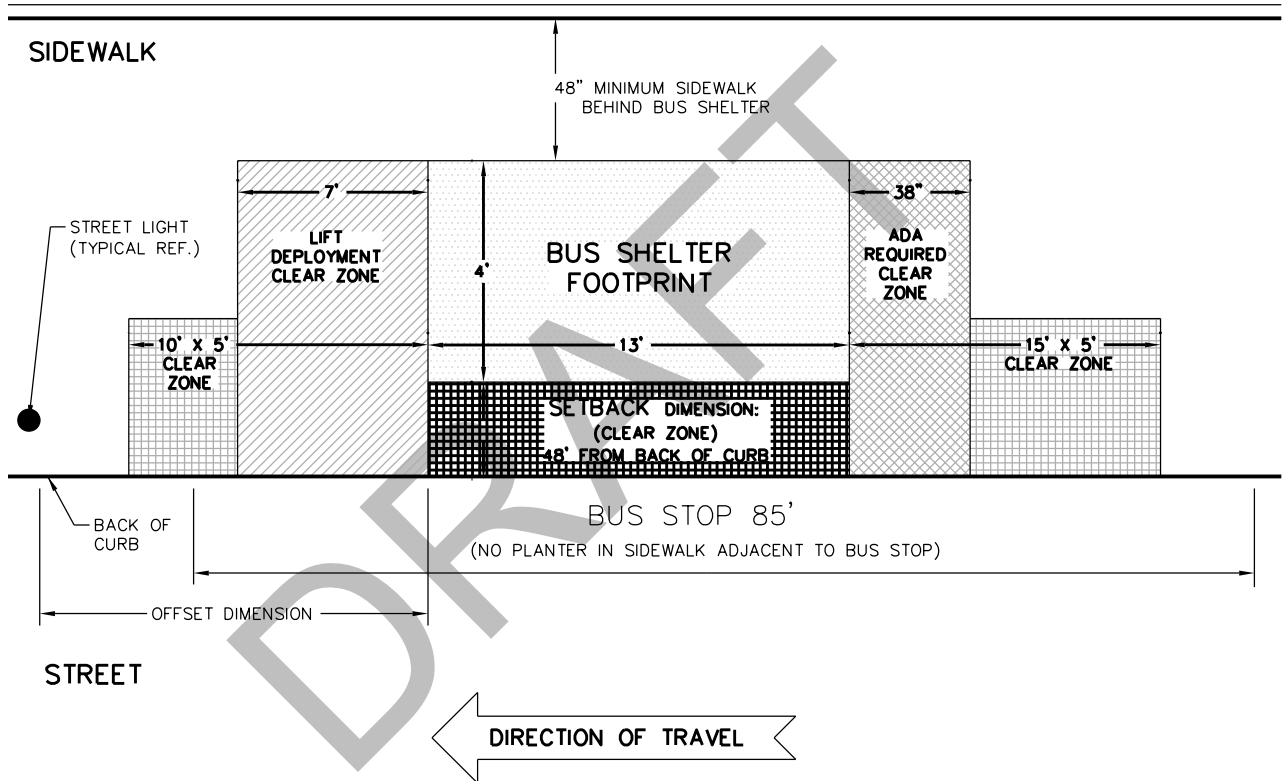 SIDEWALK
48" MINIMUM SIDEWALK
BEHIND BUS SHELTER
STREET LIGHT
(TYPICAL REF.)
7'
LIFT
DEPLOYMENT
CLEAR ZONE
4'
BUS SHELTER
FOOTPRINT
38"
ADA
REQUIRED
CLEAR
ZONE
10' X 5'
CLEAR
ZONE
13'
15' X 5'
CLEAR ZONE
SETBACK DIMENSION:
(CLEAR ZONE)
48' FROM BACK OF CURB
BACK OF
CURB
BUS STOP 85'
(NO PLANTER IN SIDEWALK ADJACENT TO BUS STOP)
OFFSET DIMENSION
STREET
DIRECTION OF TRAVEL
DRAFT